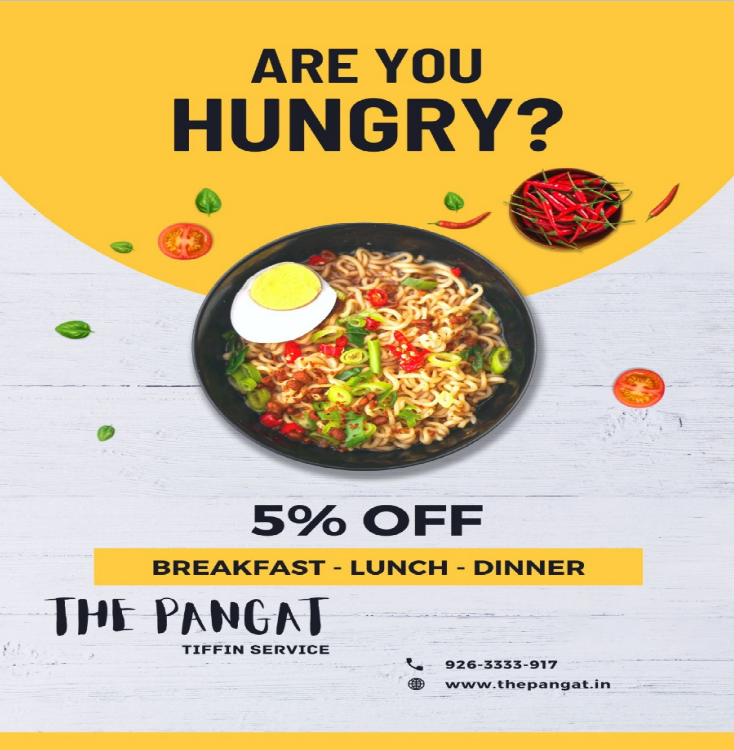 ARE YOU
HUNGRY?
5% OFF
BREAKFAST - LUNCH - DINNER
THE PANGAT
TIFFIN SERVICE
926-3333-917
www.thepangat.in